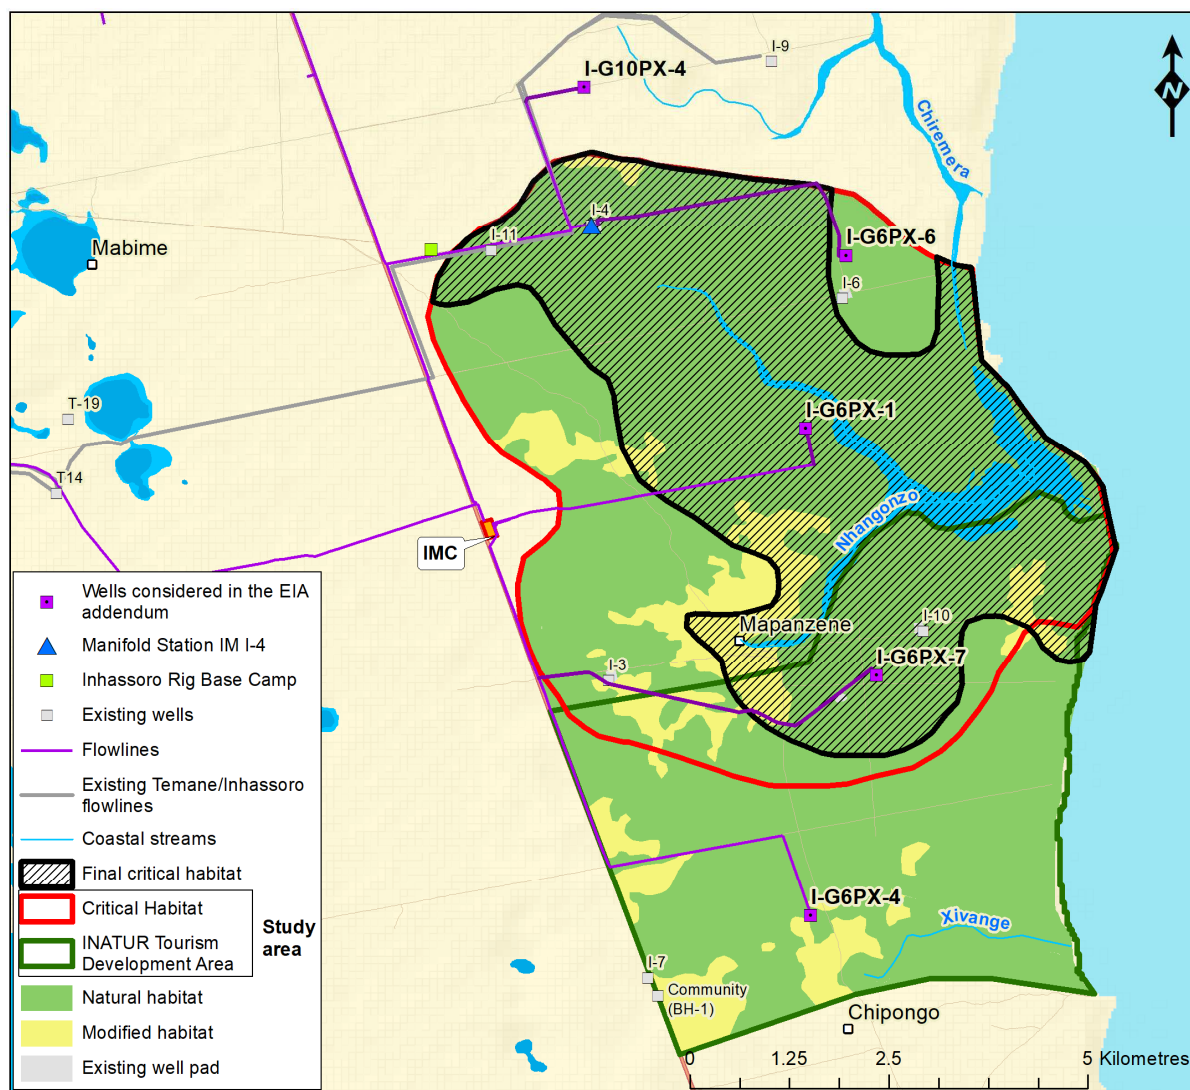 I-9
I-G10PX-4
N
Chiremera
I-4
I-11
Mabime
I-G6PX-6
I-6
T-19
I-G6PX-1
T14
Nhangonzo
IMC
I-10
Mapanzene
I-G6PX-7
I-3
I-G6PX-4
Xivange
I-7
Community
(BH-1)
Chipongo
0 1.25 2.5 5 Kilometres
Wells considered in the EIA
addendum
Manifold Station IM I-4
Inhassoro Rig Base Camp
Existing wells
Flowlines
Existing Temane/Inhassoro
flowlines
Coastal streams
Final critical habitat
Critical Habitat
INATUR Tourism
Development Area
Study
area
Natural habitat
Modified habitat
Existing well pad